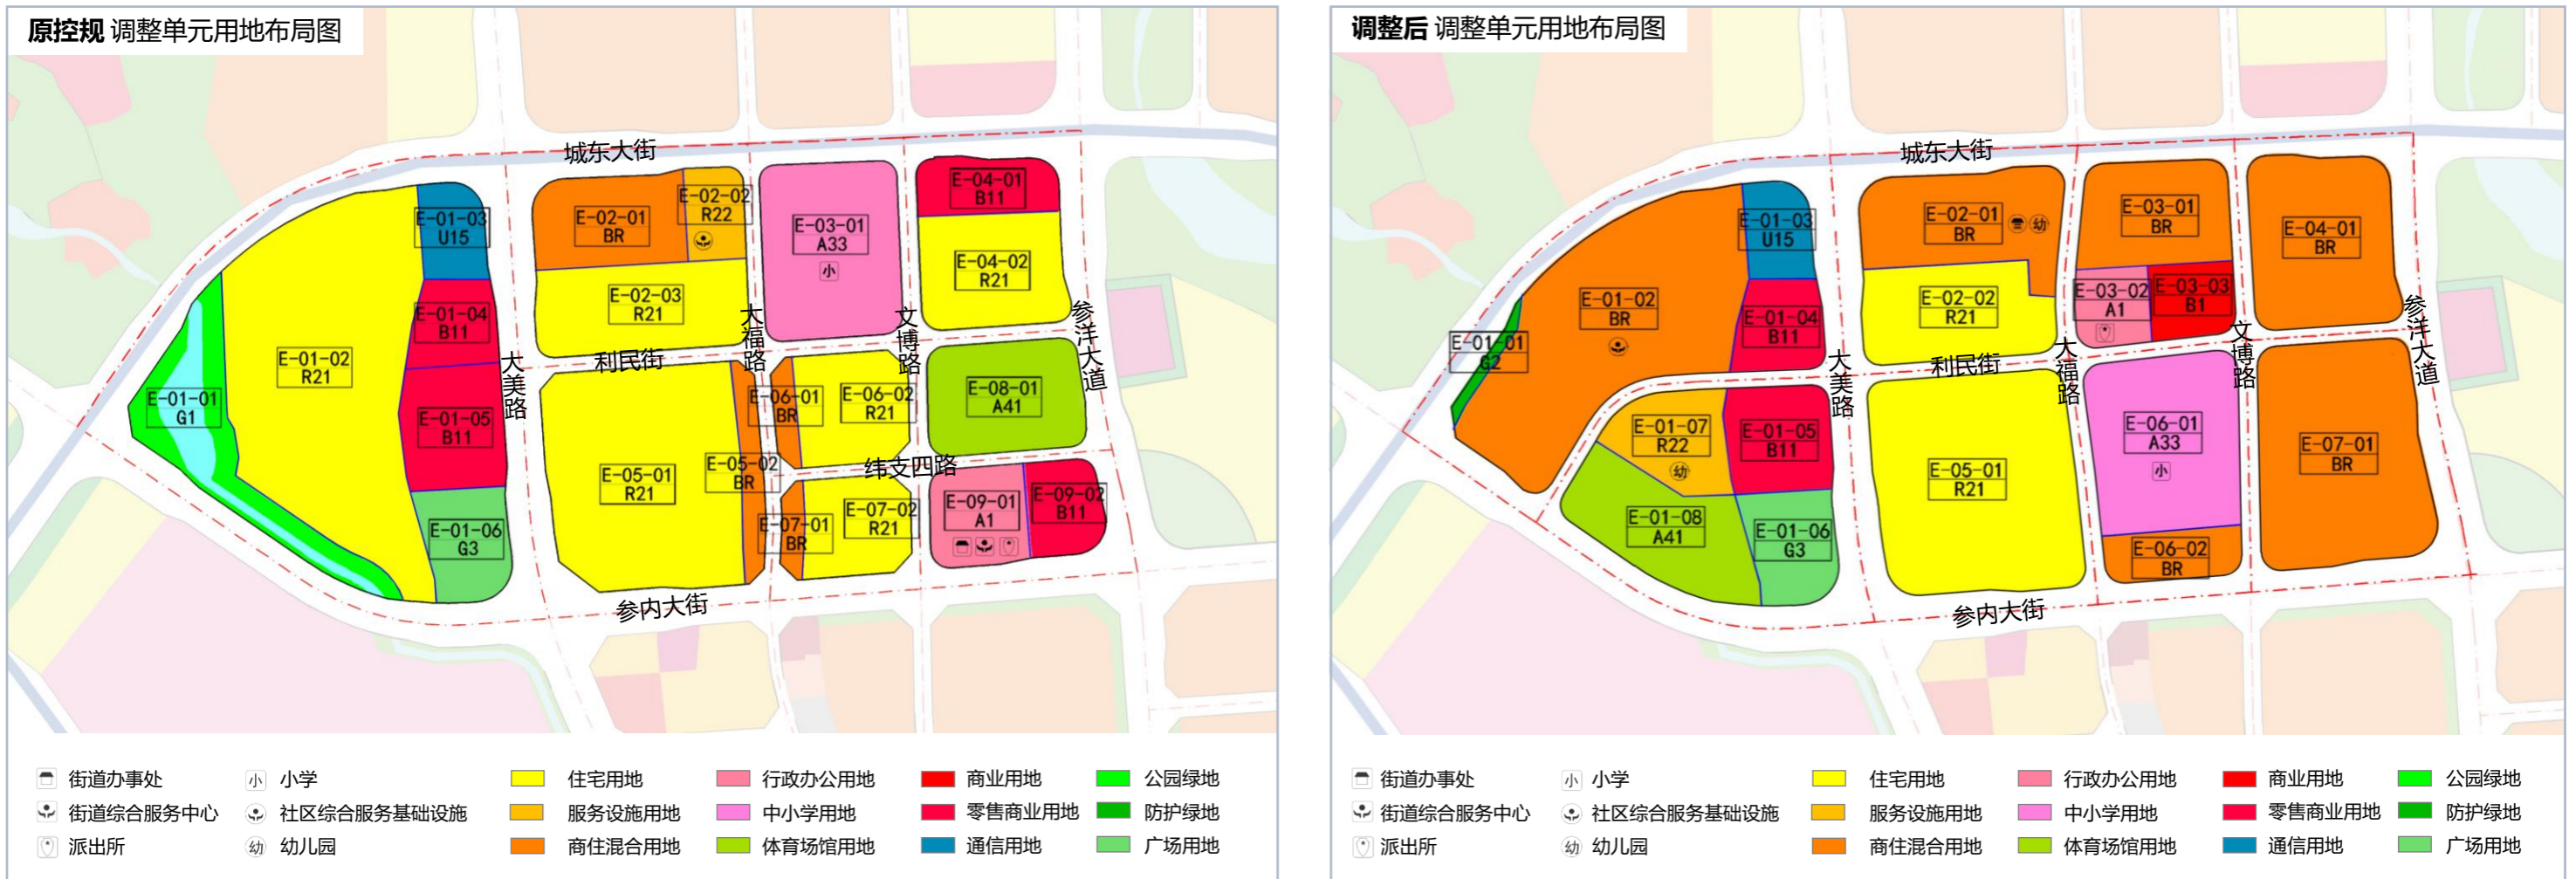 原控规 调整单元用地布局图
城东大街
E-01-03
U15
E-02-01
BR
E-02-02
R22
E-03-01
A33
小
E-04-01
B11
E-04-02
R21
E-02-03
R21
E-01-04
B11
E-01-02
R21
E-01-01
G1
E-01-05
B11
E-01-06
G3
大美路
利民街
大福路
文博路
参洋大道
E-05-01
R21
E-05-02
BR
E-06-01
BR
E-06-02
R21
E-08-01
A41
纬支四路
E-07-01
BR
E-07-02
R21
E-09-01
A1
E-09-02
B11
参内大街
街道办事处
小 小学
住宅用地
行政办公用地
商业用地
公园绿地
街道综合服务中心
社区综合服务基础设施
服务设施用地
中小学用地
零售商业用地
防护绿地
派出所
幼 幼儿园
商住混合用地
体育场馆用地
通信用地
广场用地
调整后 调整单元用地布局图
城东大街
E-01-03
U15
E-02-01
BR
幼
E-03-01
BR
E-04-01
BR
E-01-02
BR
E-01-01
G2
E-01-04
B11
E-02-02
R21
E-03-02
A1
E-03-03
B1
大美路
利民街
大福路
文博路
参洋大道
E-01-07
R22
幼
E-01-05
B11
E-01-08
A41
E-01-06
G3
E-05-01
R21
E-06-01
A33
小
E-06-02
BR
E-07-01
BR
参内大街
街道办事处
小 小学
住宅用地
行政办公用地
商业用地
公园绿地
街道综合服务中心
社区综合服务基础设施
服务设施用地
中小学用地
零售商业用地
防护绿地
派出所
幼 幼儿园
商住混合用地
体育场馆用地
通信用地
广场用地